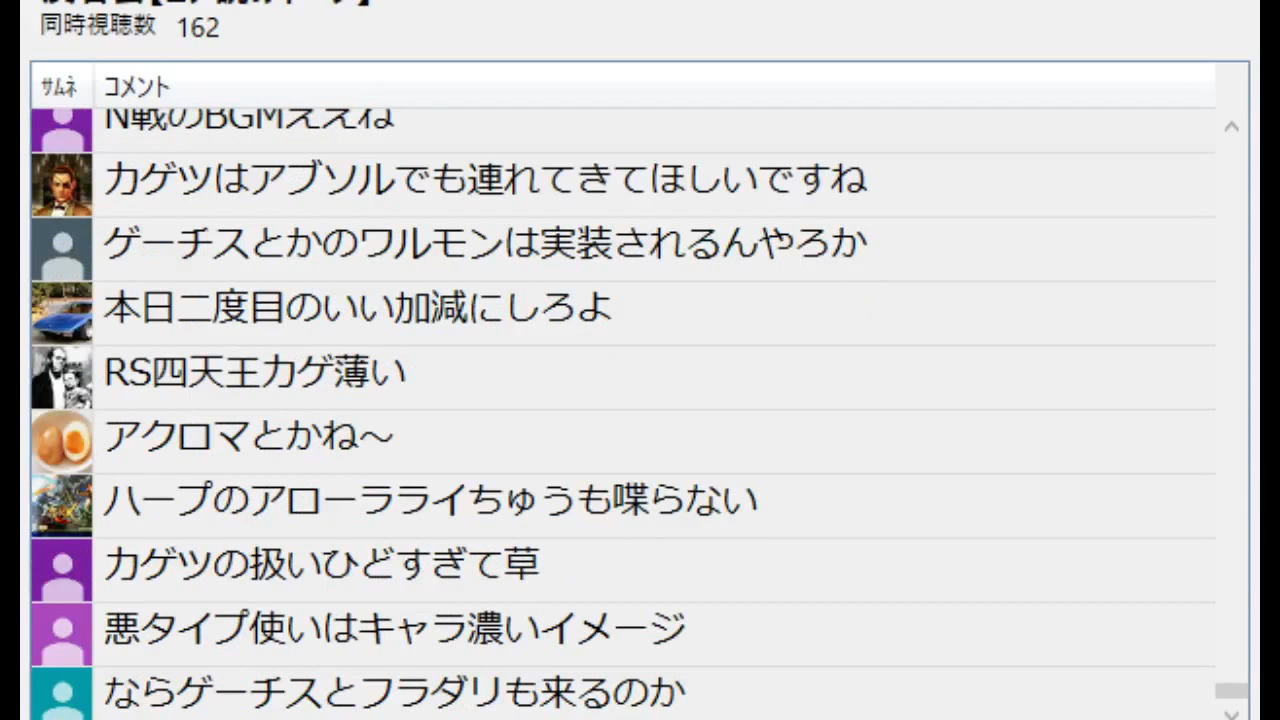 同時視聴数 162
ｻﾑﾈ コメント
N戦のBGMええね
カゲツはアブソルでも連れてきてほしいですね
ゲーチスとかのワルモンは実装されるんやろか
本日二度目のいい加減にしろよ
RS四天王カゲ薄い
アクロマとかね～
ハープのアローラライちゅうも喋らない
カゲツの扱いひどすぎて草
悪タイプ使いはキャラ濃いイメージ
ならゲーチスとフラダリも来るのか